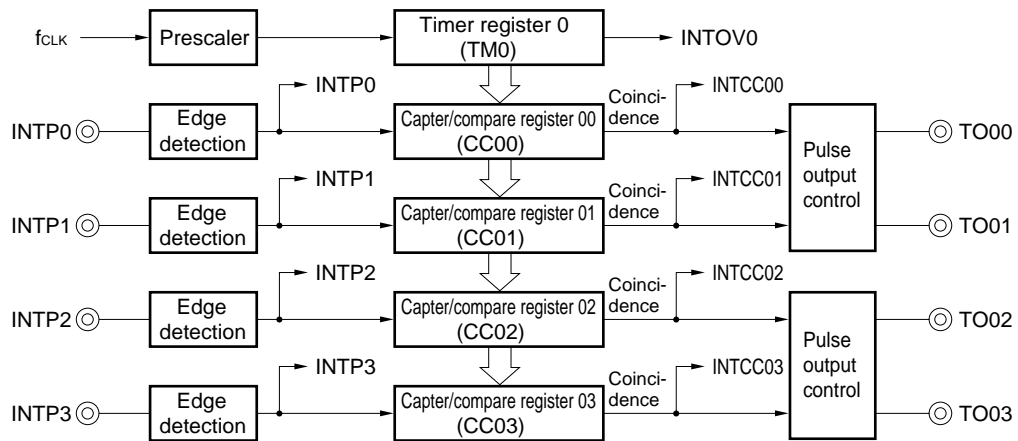 fCLK
Prescaler
Timer register 0
(TM0)
INTOV0
INTP0
Edge
detection
INTP0
Capter/compare register 00
(CC00)
Coinci-
dence
INTCC00
TO00
INTP1
Edge
detection
INTP1
Capter/compare register 01
(CC01)
Coinci-
dence
INTCC01
Pulse
output
control
TO01
INTP2
Edge
detection
INTP2
Capter/compare register 02
(CC02)
Coinci-
dence
INTCC02
TO02
INTP3
Edge
detection
INTP3
Capter/compare register 03
(CC03)
Coinci-
dence
INTCC03
Pulse
output
control
TO03